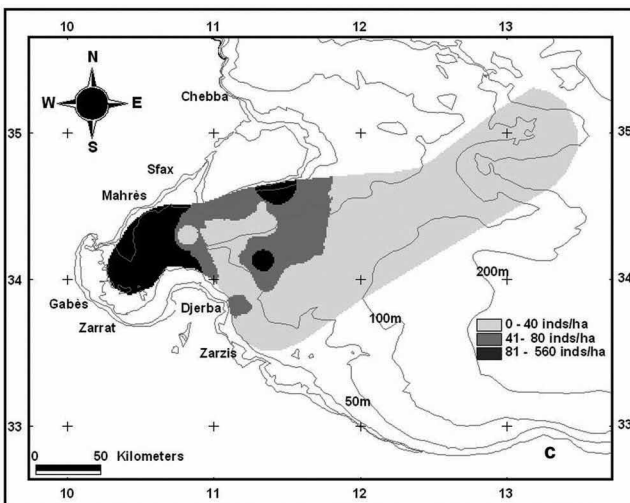 10 11 12 13
N
W E
S
Chebba
35 35
Sfax
Mahrès
34 34
Gabès
Zarrat
Djerba
Zarzis
200m
100m
50m
0 - 40 inds/ha
41- 80 inds/ha
81 - 560 inds/ha
33 33
C
0 50 Kilometers
10 11 12 13